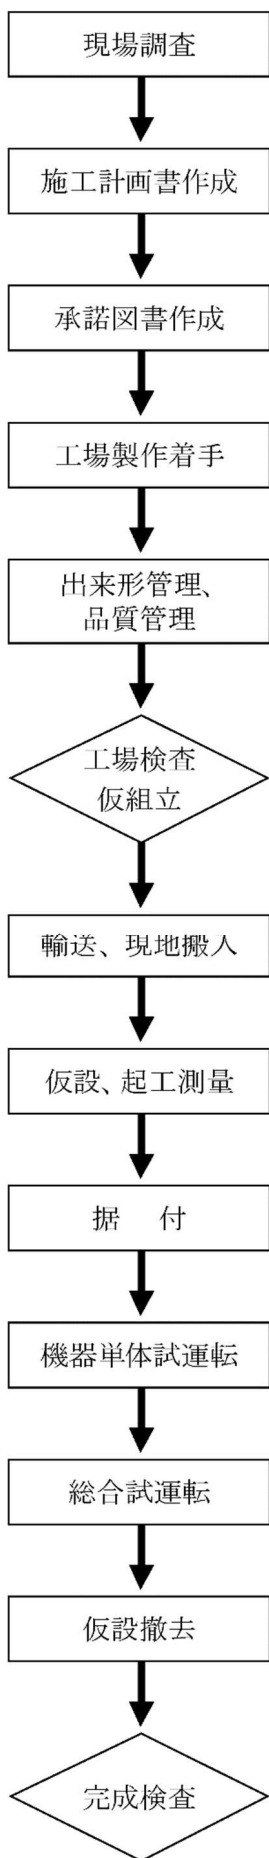 現場調査
施工計画書作成
承諾図書作成
工場製作着手
出来形管理、
品質管理
工場検査
仮組立
輸送、現地搬入
仮設、起工測量
据　付
機器単体試運転
総合試運転
仮設撤去
完成検査